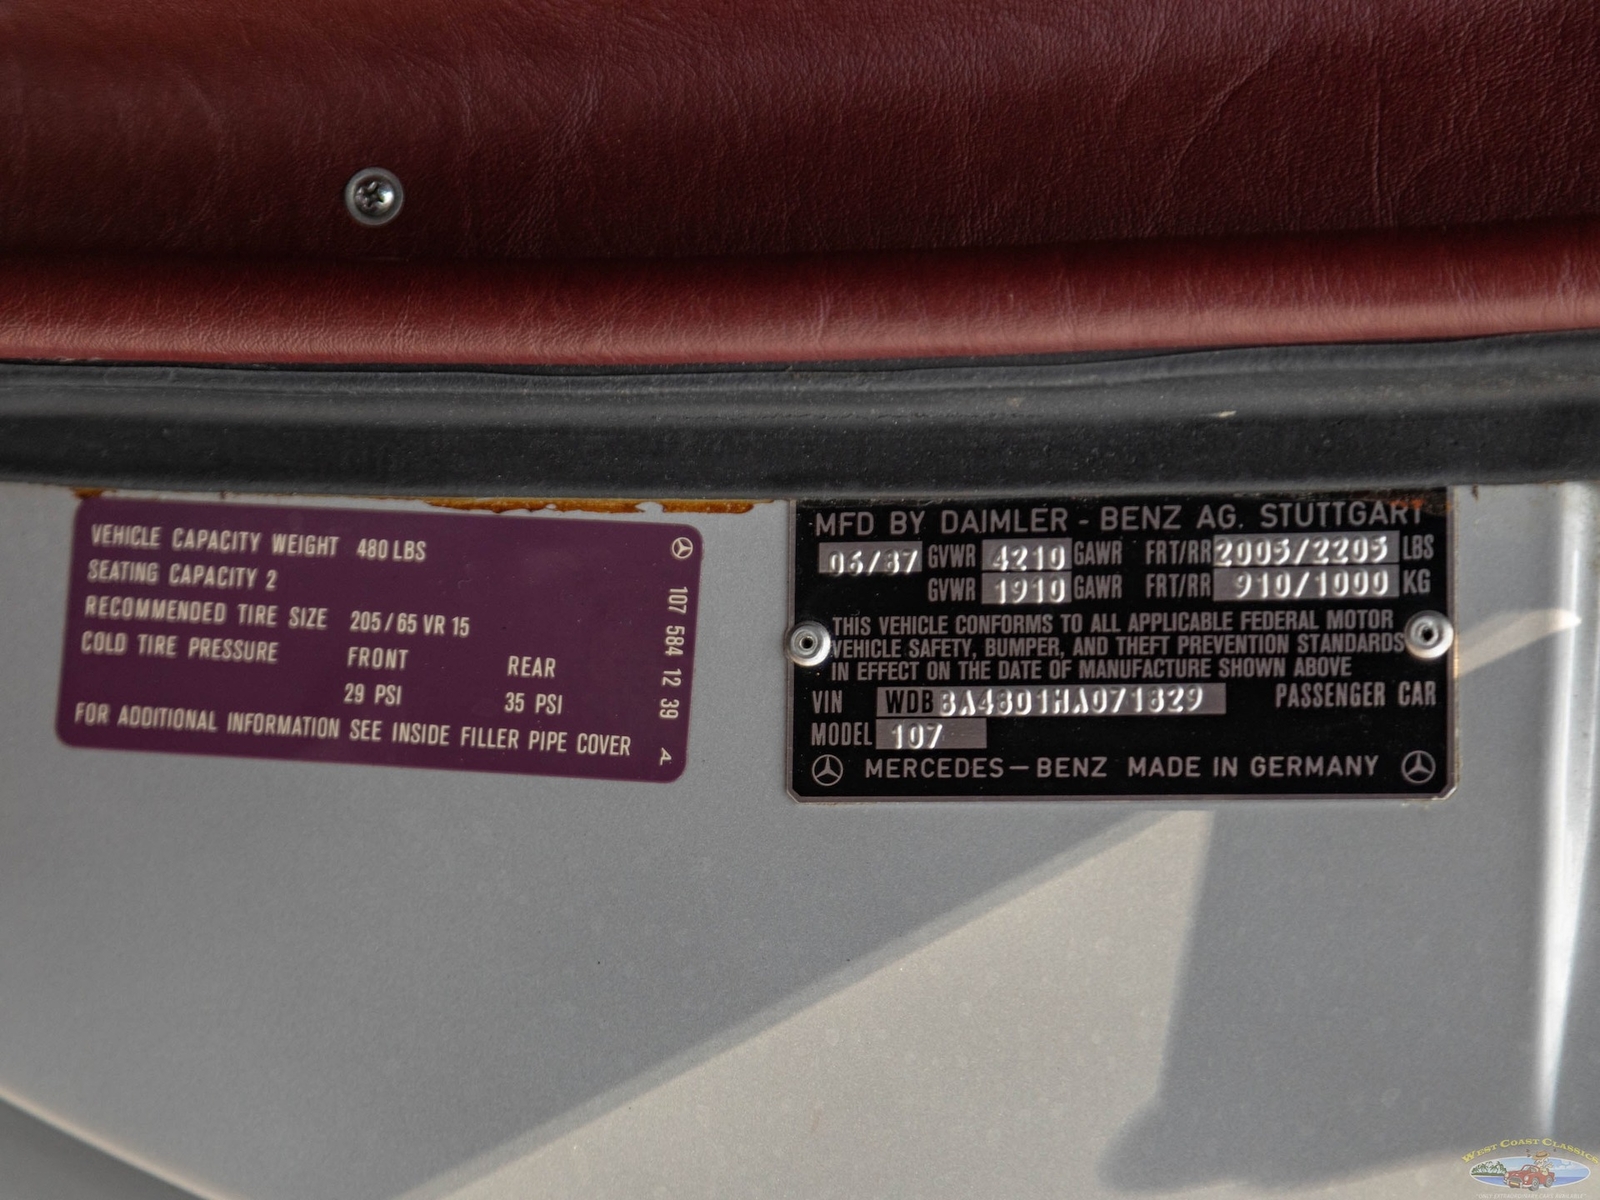 VEHICLE CAPACITY WEIGHT 480 LBS
SEATING CAPACITY 2
RECOMMENDED TIRE SIZE 205/65 VR 15
COLD TIRE PRESSURE FRONT REAR
29 PSI 35 PSI
FOR ADDITIONAL INFORMATION SEE INSIDE FILLER PIPE COVER
107 584 12 39 A
MFD BY DAIMLER - BENZ AG. STUTTGART
06/87 GVWR 4210 GAWR FRT/RR 2005/2205 LBS
GVWR 1910 GAWR FRT/RR 910/1000 KG
THIS VEHICLE CONFORMS TO ALL APPLICABLE FEDERAL MOTOR
VEHICLE SAFETY, BUMPER, AND THEFT PREVENTION STANDARDS
IN EFFECT ON THE DATE OF MANUFACTURE SHOWN ABOVE
VIN WDBBA48D1HA071829 PASSENGER CAR
MODEL 107
MERCEDES-BENZ MADE IN GERMANY
WEST COAST CLASSICS